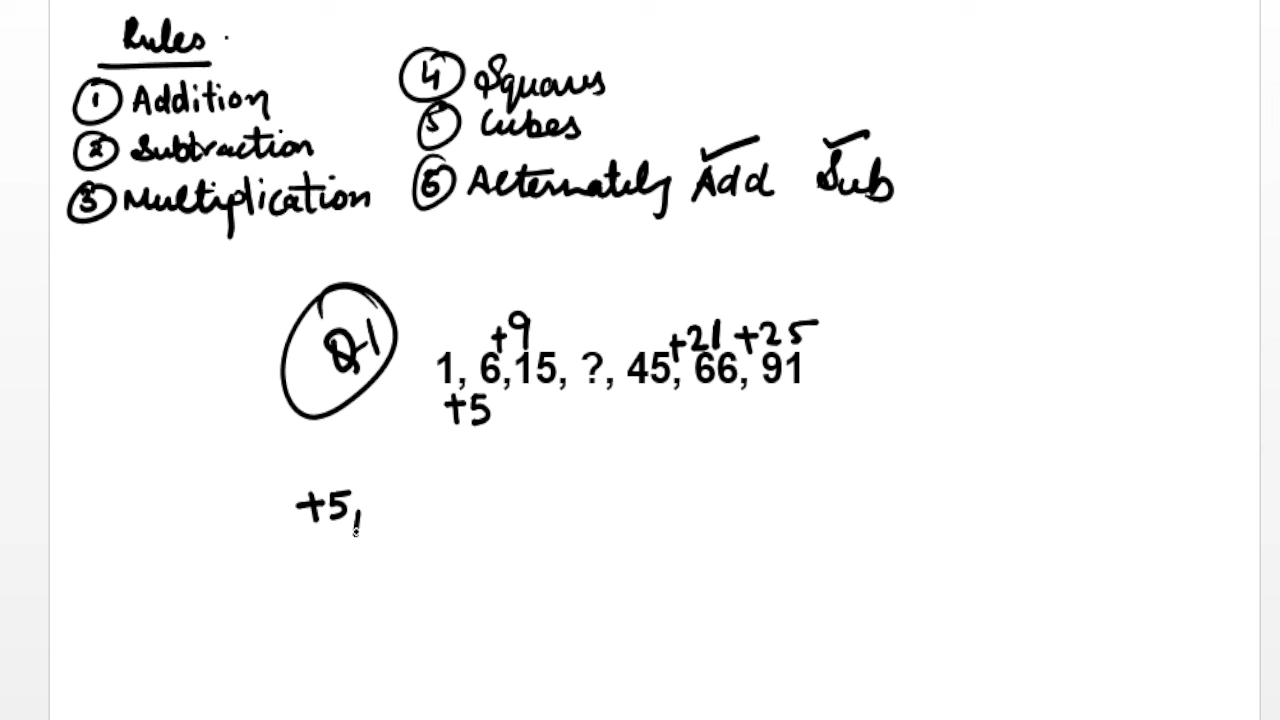 Rules
① Addition
② Subtraction
③ Multiplication
④ Squares
⑤ Cubes
⑥ Alternately Add Sub
Q.1
+9 +21 +25
1, 6,15, ?, 45, 66, 91
+5
+5,